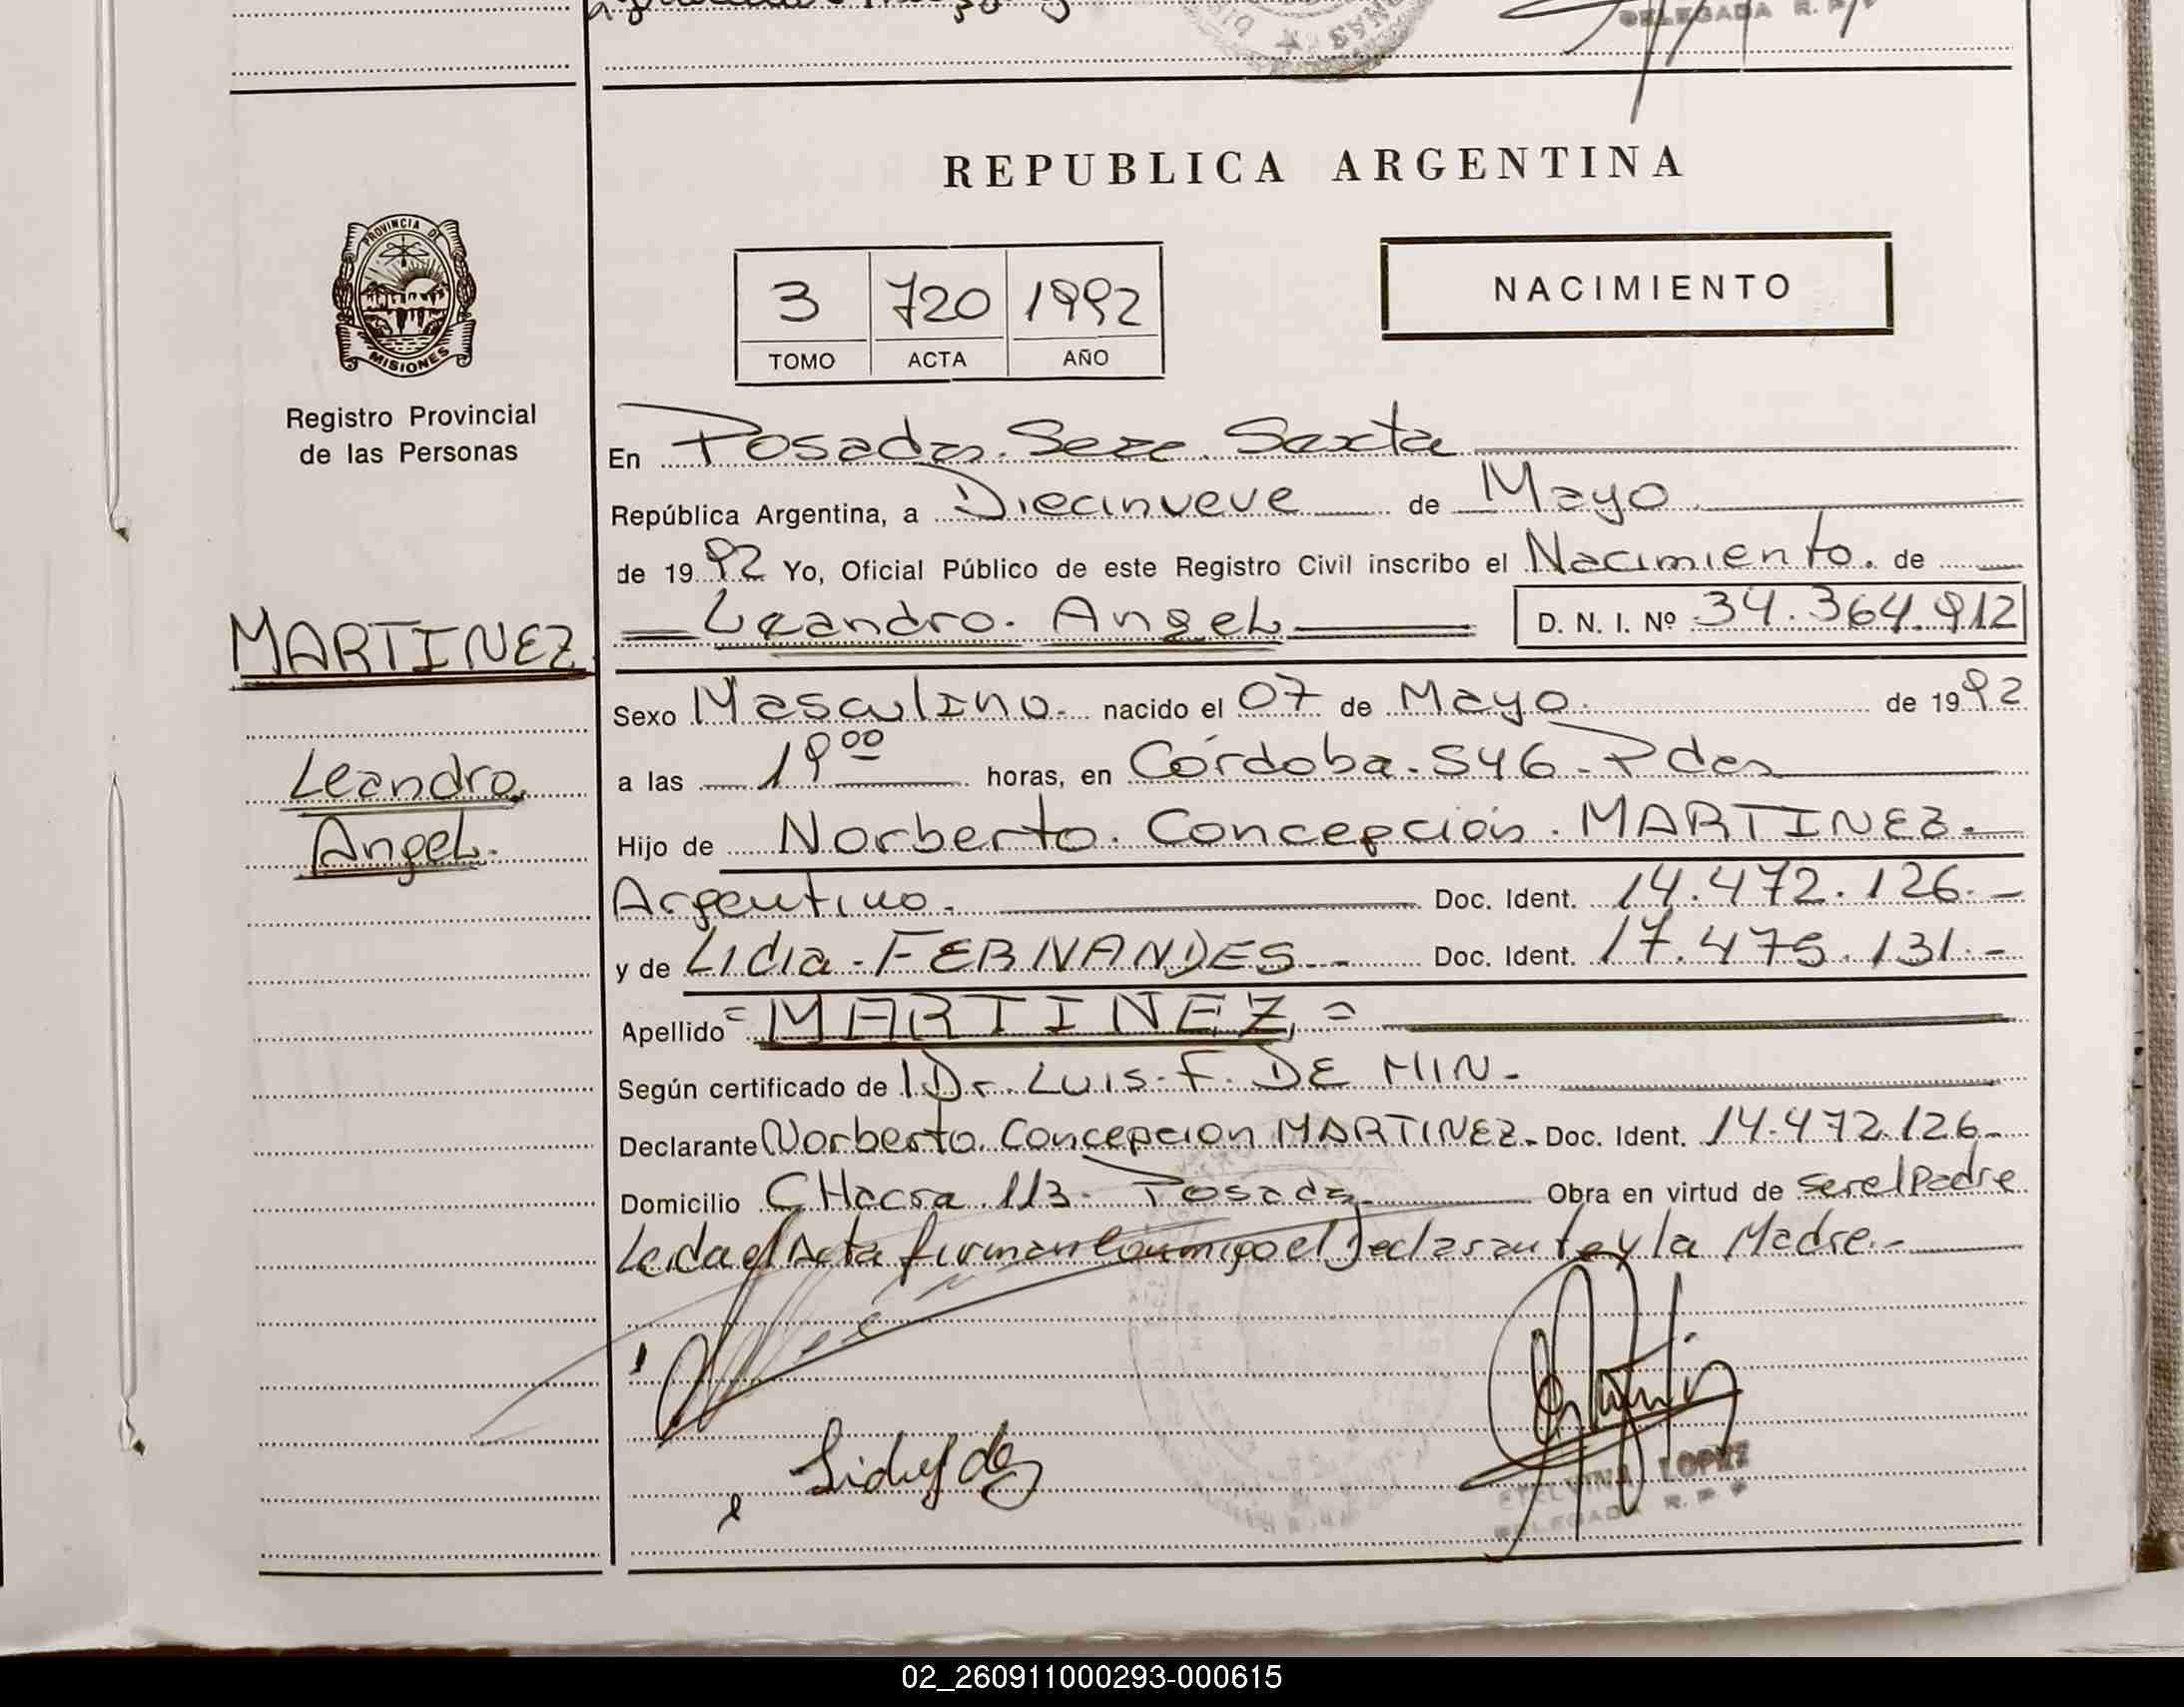 DELEGADA R. P. P
REPUBLICA ARGENTINA
PROVINCIA DE
MISIONES
Registro Provincial
de las Personas
3 720 1992
TOMO ACTA AÑO
NACIMIENTO
En Posadas. Secc. Sexta
República Argentina, a Diecinueve de Mayo
de 1992 Yo, Oficial Público de este Registro Civil inscribo el Nacimiento. de
Leandro. Angel D. N. I. Nº 34.364.912
MARTINEZ
Leandro
Angel.
Sexo Masculino. nacido el 07 de Mayo. de 1992
a las 19 00 horas, en Córdoba. 546. Pdas
Hijo de Norberto. Concepción. MARTINEZ.
Argentino. Doc. Ident. 14.472.126.-
y de Lidia - FERNANDES.- Doc. Ident. 17.475.131.-
Apellido = MARTINEZ =
Según certificado de Dr. Luis. F. DE MIN.
Declarante Norberto. Concepcion MARTINEZ. Doc. Ident. 14.472.126-
Domicilio CHacra 113. Posadas Obra en virtud de ser el Padre
Leida el Acta firman conmigo el Declarante y la Madre.-
ETELVINA LOPEZ
DELEGADA R. P. P
02_260911000293-000615